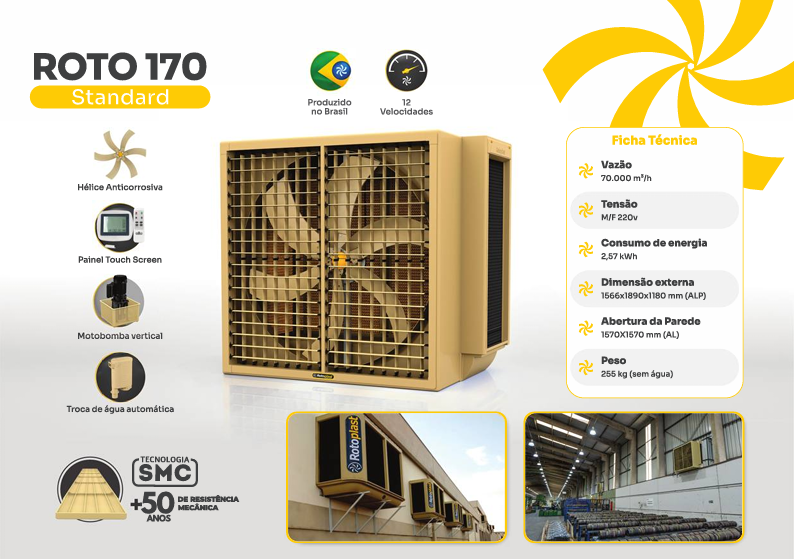 ROTO 170
Standard
Produzido
no Brasil
12
Velocidades
Hélice Anticorrosiva
Painel Touch Screen
Motobomba vertical
Troca de água automática
TECNOLOGIA
SMC
+50
ANOS
DE RESISTÊNCIA
MECÂNICA
Ficha Técnica
Vazão
70.000 m³/h
Tensão
M/F 220v
Consumo de energia
2,57 kWh
Dimensão externa
1566x1890x1180 mm (ALP)
Abertura da Parede
1570X1570 mm (AL)
Peso
255 kg (sem água)
Rotoplast
Rotoplast